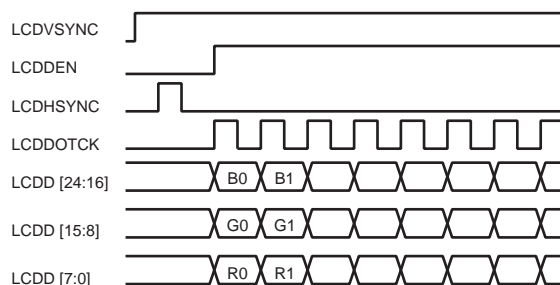 LCDVSYNC
LCDDEN
LCDHSYNC
LCDDOTCK
LCDD [24:16] B0 B1
LCDD [15:8] G0 G1
LCDD [7:0] R0 R1